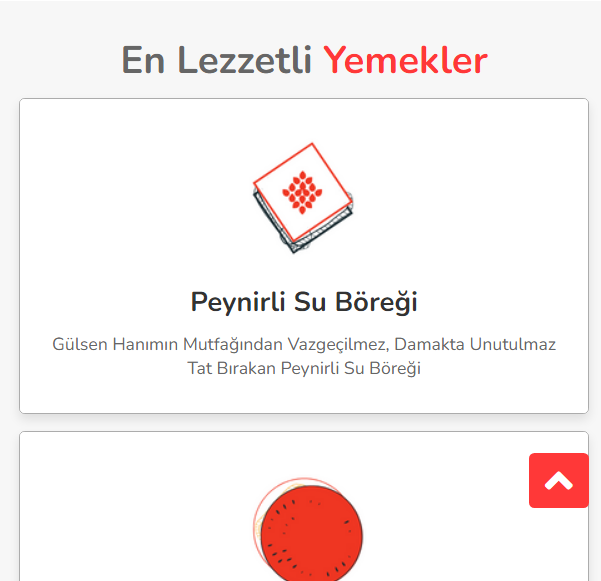 En Lezzetli Yemekler
Peynirli Su Böreği
Gülsen Hanımın Mutfağından Vazgeçilmez, Damakta Unutulmaz
Tat Bırakan Peynirli Su Böreği